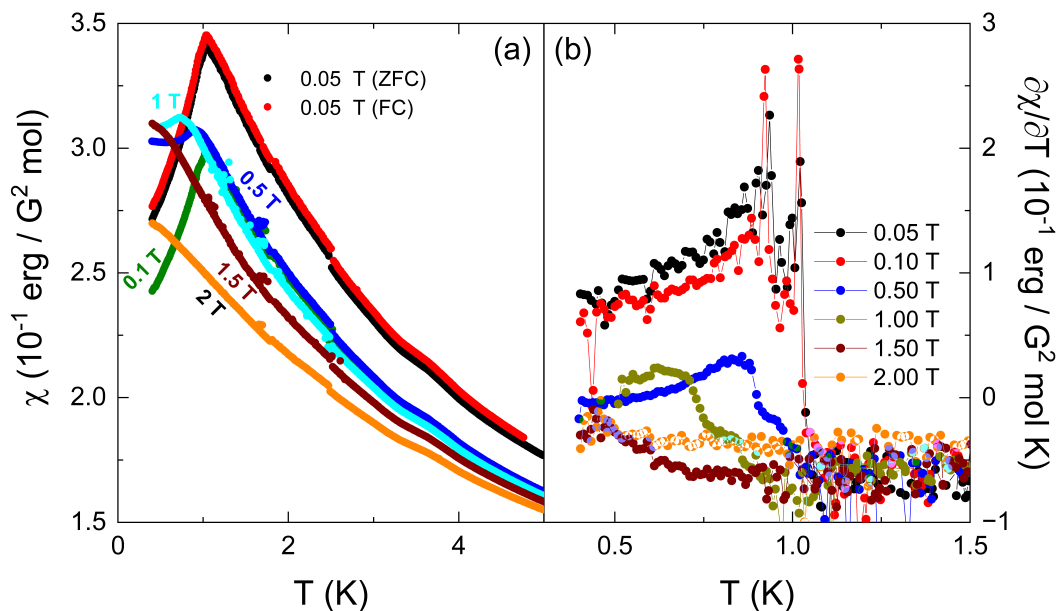 (a)
0.05 T (ZFC)
0.05 T (FC)
1 T
0.5 T
0.1 T
1.5 T
2 T
3.5
3.0
2.5
2.0
1.5
0
2
4
T (K)
χ (10⁻¹ erg / G² mol)
(b)
0.05 T
0.10 T
0.50 T
1.00 T
1.50 T
2.00 T
3
2
1
0
−1
0.5
1.0
1.5
T (K)
∂χ/∂T (10⁻¹ erg / G² mol K)